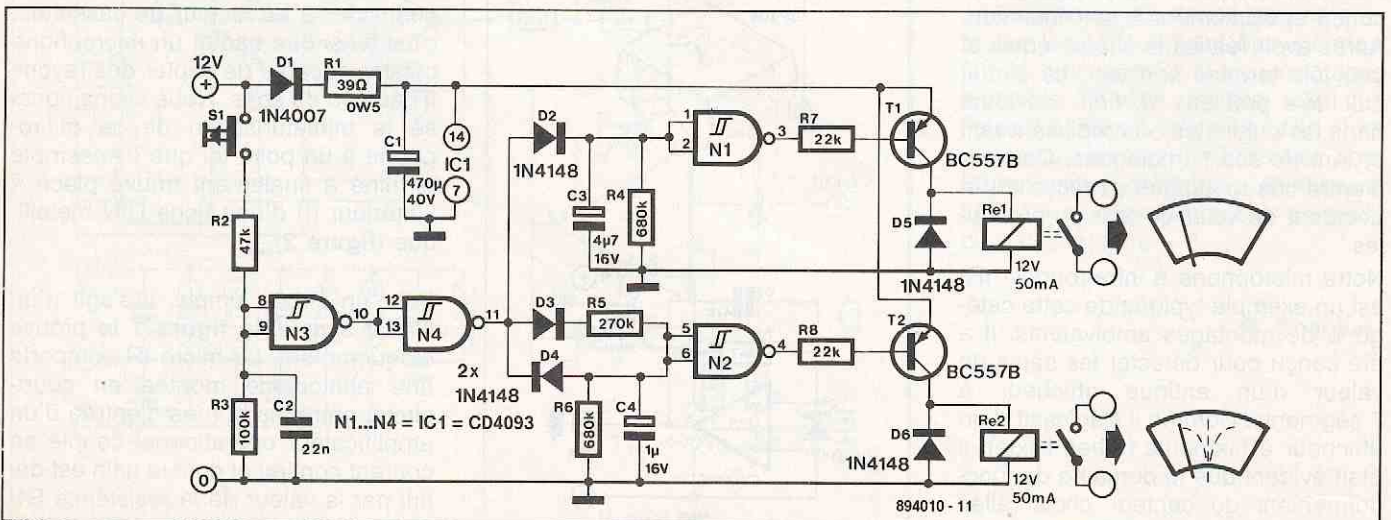 12V
+
D1
1N4007
R1
39Ω
0W5
S1
C1
470µ
40V
14
IC1
7
D2
1N4148
C3
4µ7
16V
R4
680k
1
2
N1
3
R7
22k
T1
BC557B
D5
1N4148
Re1
12V
50mA
R2
47k
8
9
N3
10
12
13
N4
11
D3
R5
270k
D4
2x
1N4148
R6
680k
C4
1µ
16V
5
6
N2
4
R8
22k
T2
BC557B
D6
1N4148
Re2
12V
50mA
R3
100k
C2
22n
N1...N4 = IC1 = CD4093
0
894010 - 11